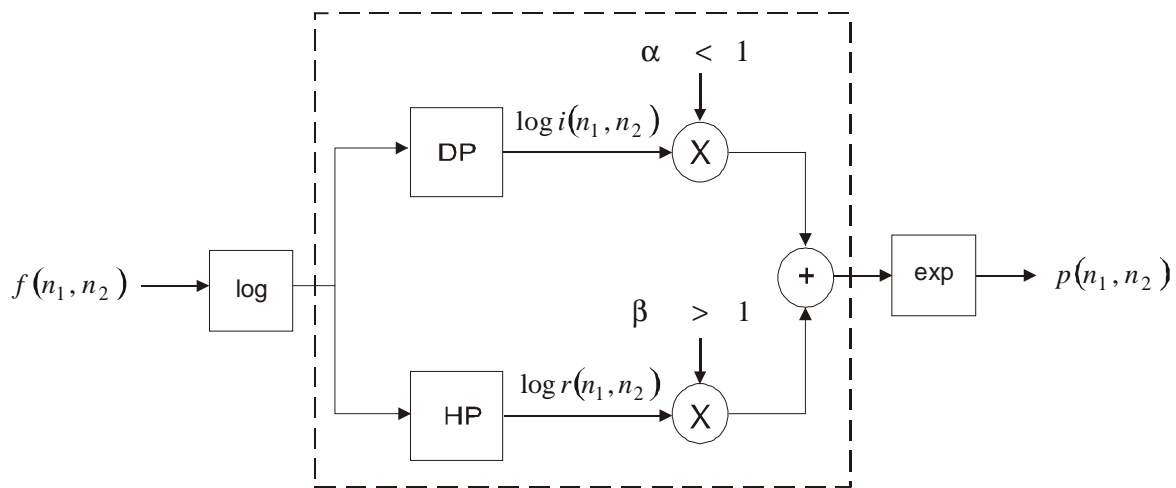 α < 1
log i(n₁, n₂)
DP
X
f(n₁, n₂)
log
+
exp
p(n₁, n₂)
β > 1
log r(n₁, n₂)
HP
X